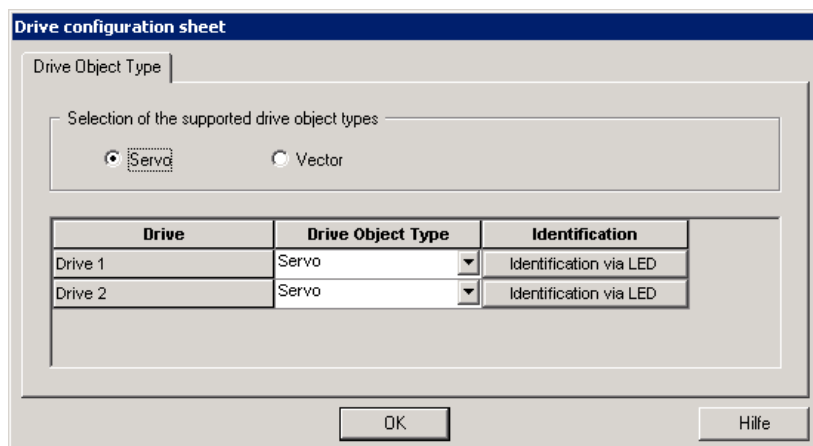 Drive configuration sheet
Drive Object Type
Selection of the supported drive object types
Servo Vector
Drive Drive Object Type Identification
Drive 1 Servo Identification via LED
Drive 2 Servo Identification via LED
OK Hilfe